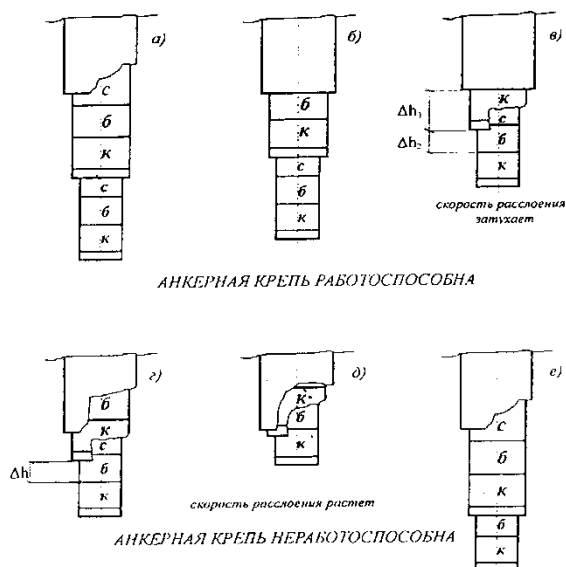 а)
с
б
к
с
б
к
б)
б
к
с
б
к
в)
Δh₁
Δh₂
к
с
б
к
скорость расслоения
затухает
АНКЕРНАЯ КРЕПЬ РАБОТОСПОСОБНА
г)
б
к
с
б
к
Δh
д)
к
б
к
е)
с
б
к
б
к
скорость расслоения растет
АНКЕРНАЯ КРЕПЬ НЕРАБОТОСПОСОБНА